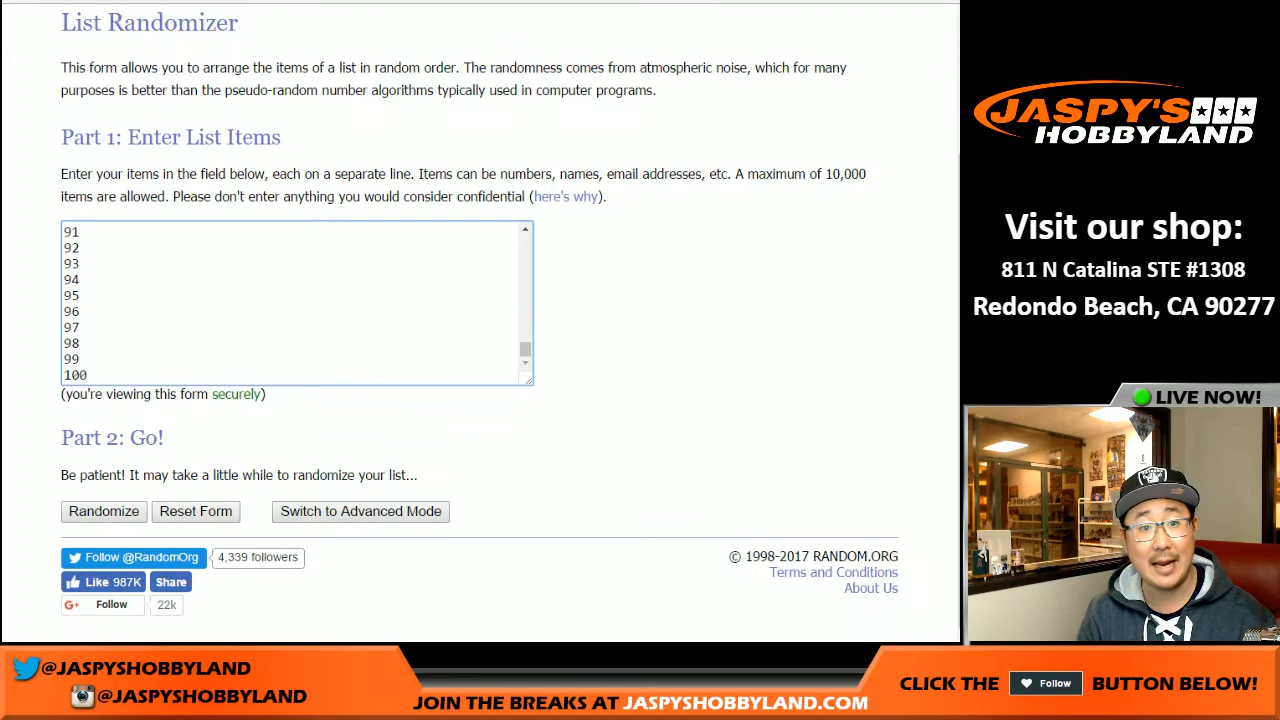 List Randomizer
This form allows you to arrange the items of a list in random order. The randomness comes from atmospheric noise, which for many
purposes is better than the pseudo-random number algorithms typically used in computer programs.
Part 1: Enter List Items
Enter your items in the field below, each on a separate line. Items can be numbers, names, email addresses, etc. A maximum of 10,000
items are allowed. Please don't enter anything you would consider confidential (here's why).
91
92
93
94
95
96
97
98
99
100
(you're viewing this form securely)
Part 2: Go!
Be patient! It may take a little while to randomize your list...
Randomize Reset Form Switch to Advanced Mode
Follow @RandomOrg 4,339 followers
Like 987K Share
G+ Follow 22k
© 1998-2017 RANDOM.ORG
Terms and Conditions
About Us
JASPY'S
HOBBYLAND
Visit our shop:
811 N Catalina STE #1308
Redondo Beach, CA 90277
LIVE NOW!
@JASPYSHOBBYLAND
@JASPYSHOBBYLAND
JOIN THE BREAKS AT JASPYSHOBBYLAND.COM
CLICK THE Follow BUTTON BELOW!